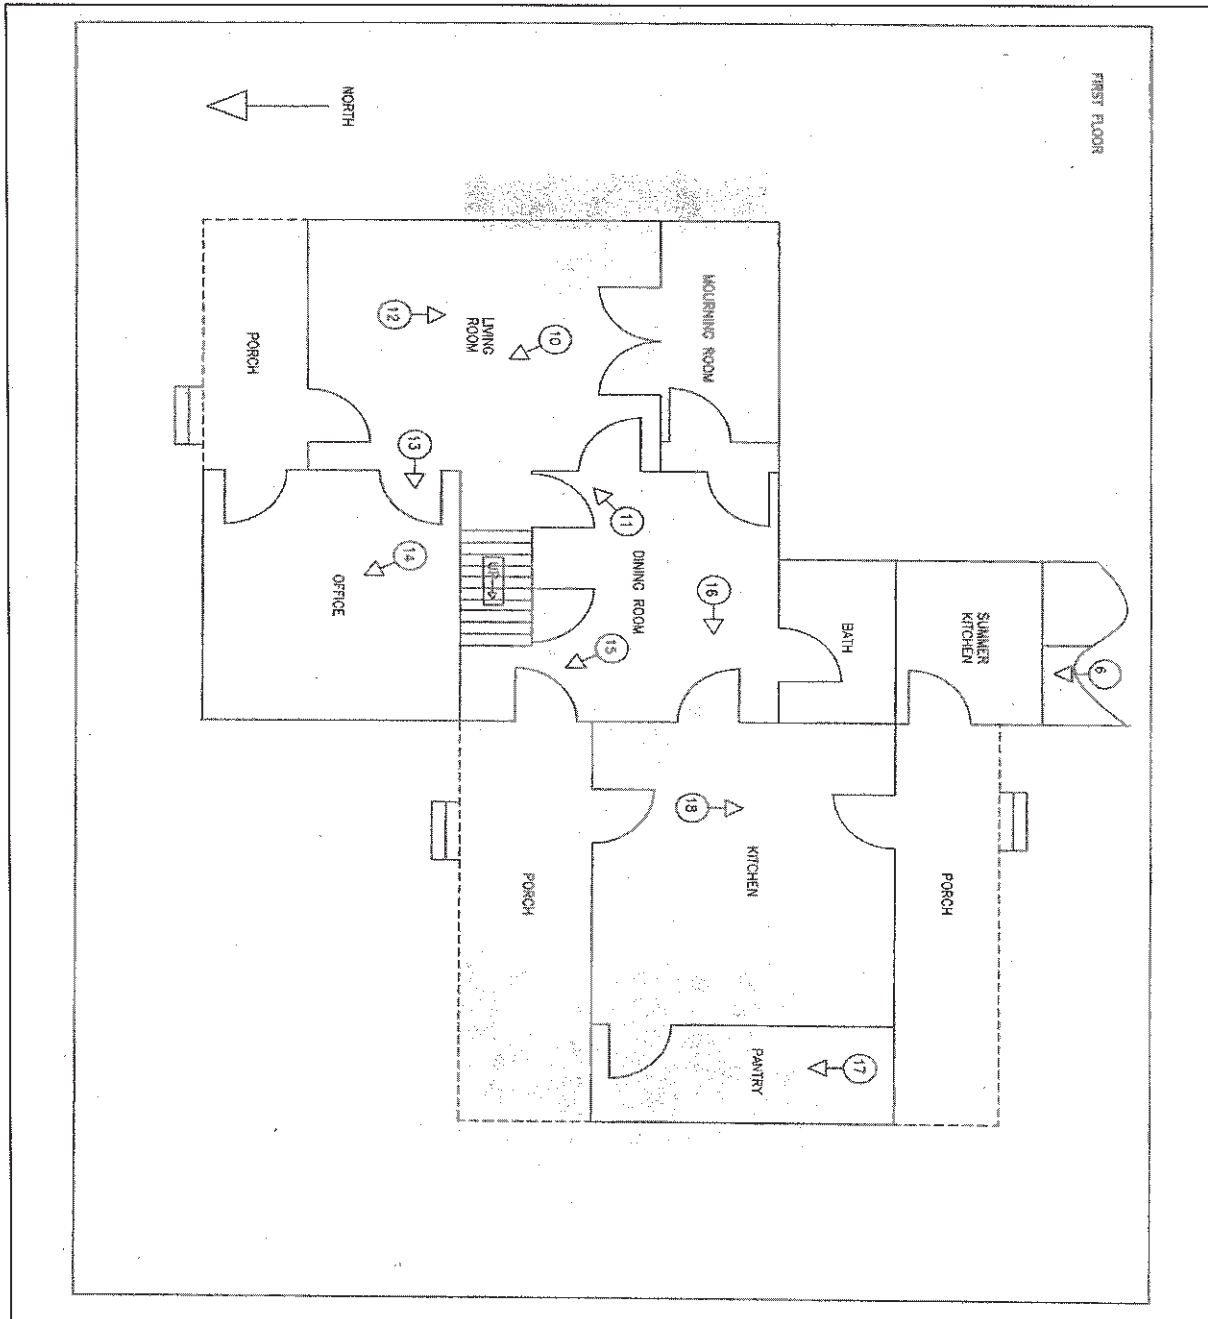 FIRST FLOOR
NORTH
MOURNING ROOM
LIVING
ROOM
PORCH
10
12
13
11
DINING ROOM
16
14
OFFICE
UP
15
BATH
SUMMER
KITCHEN
6
18
KITCHEN
PORCH
PORCH
PANTRY
17